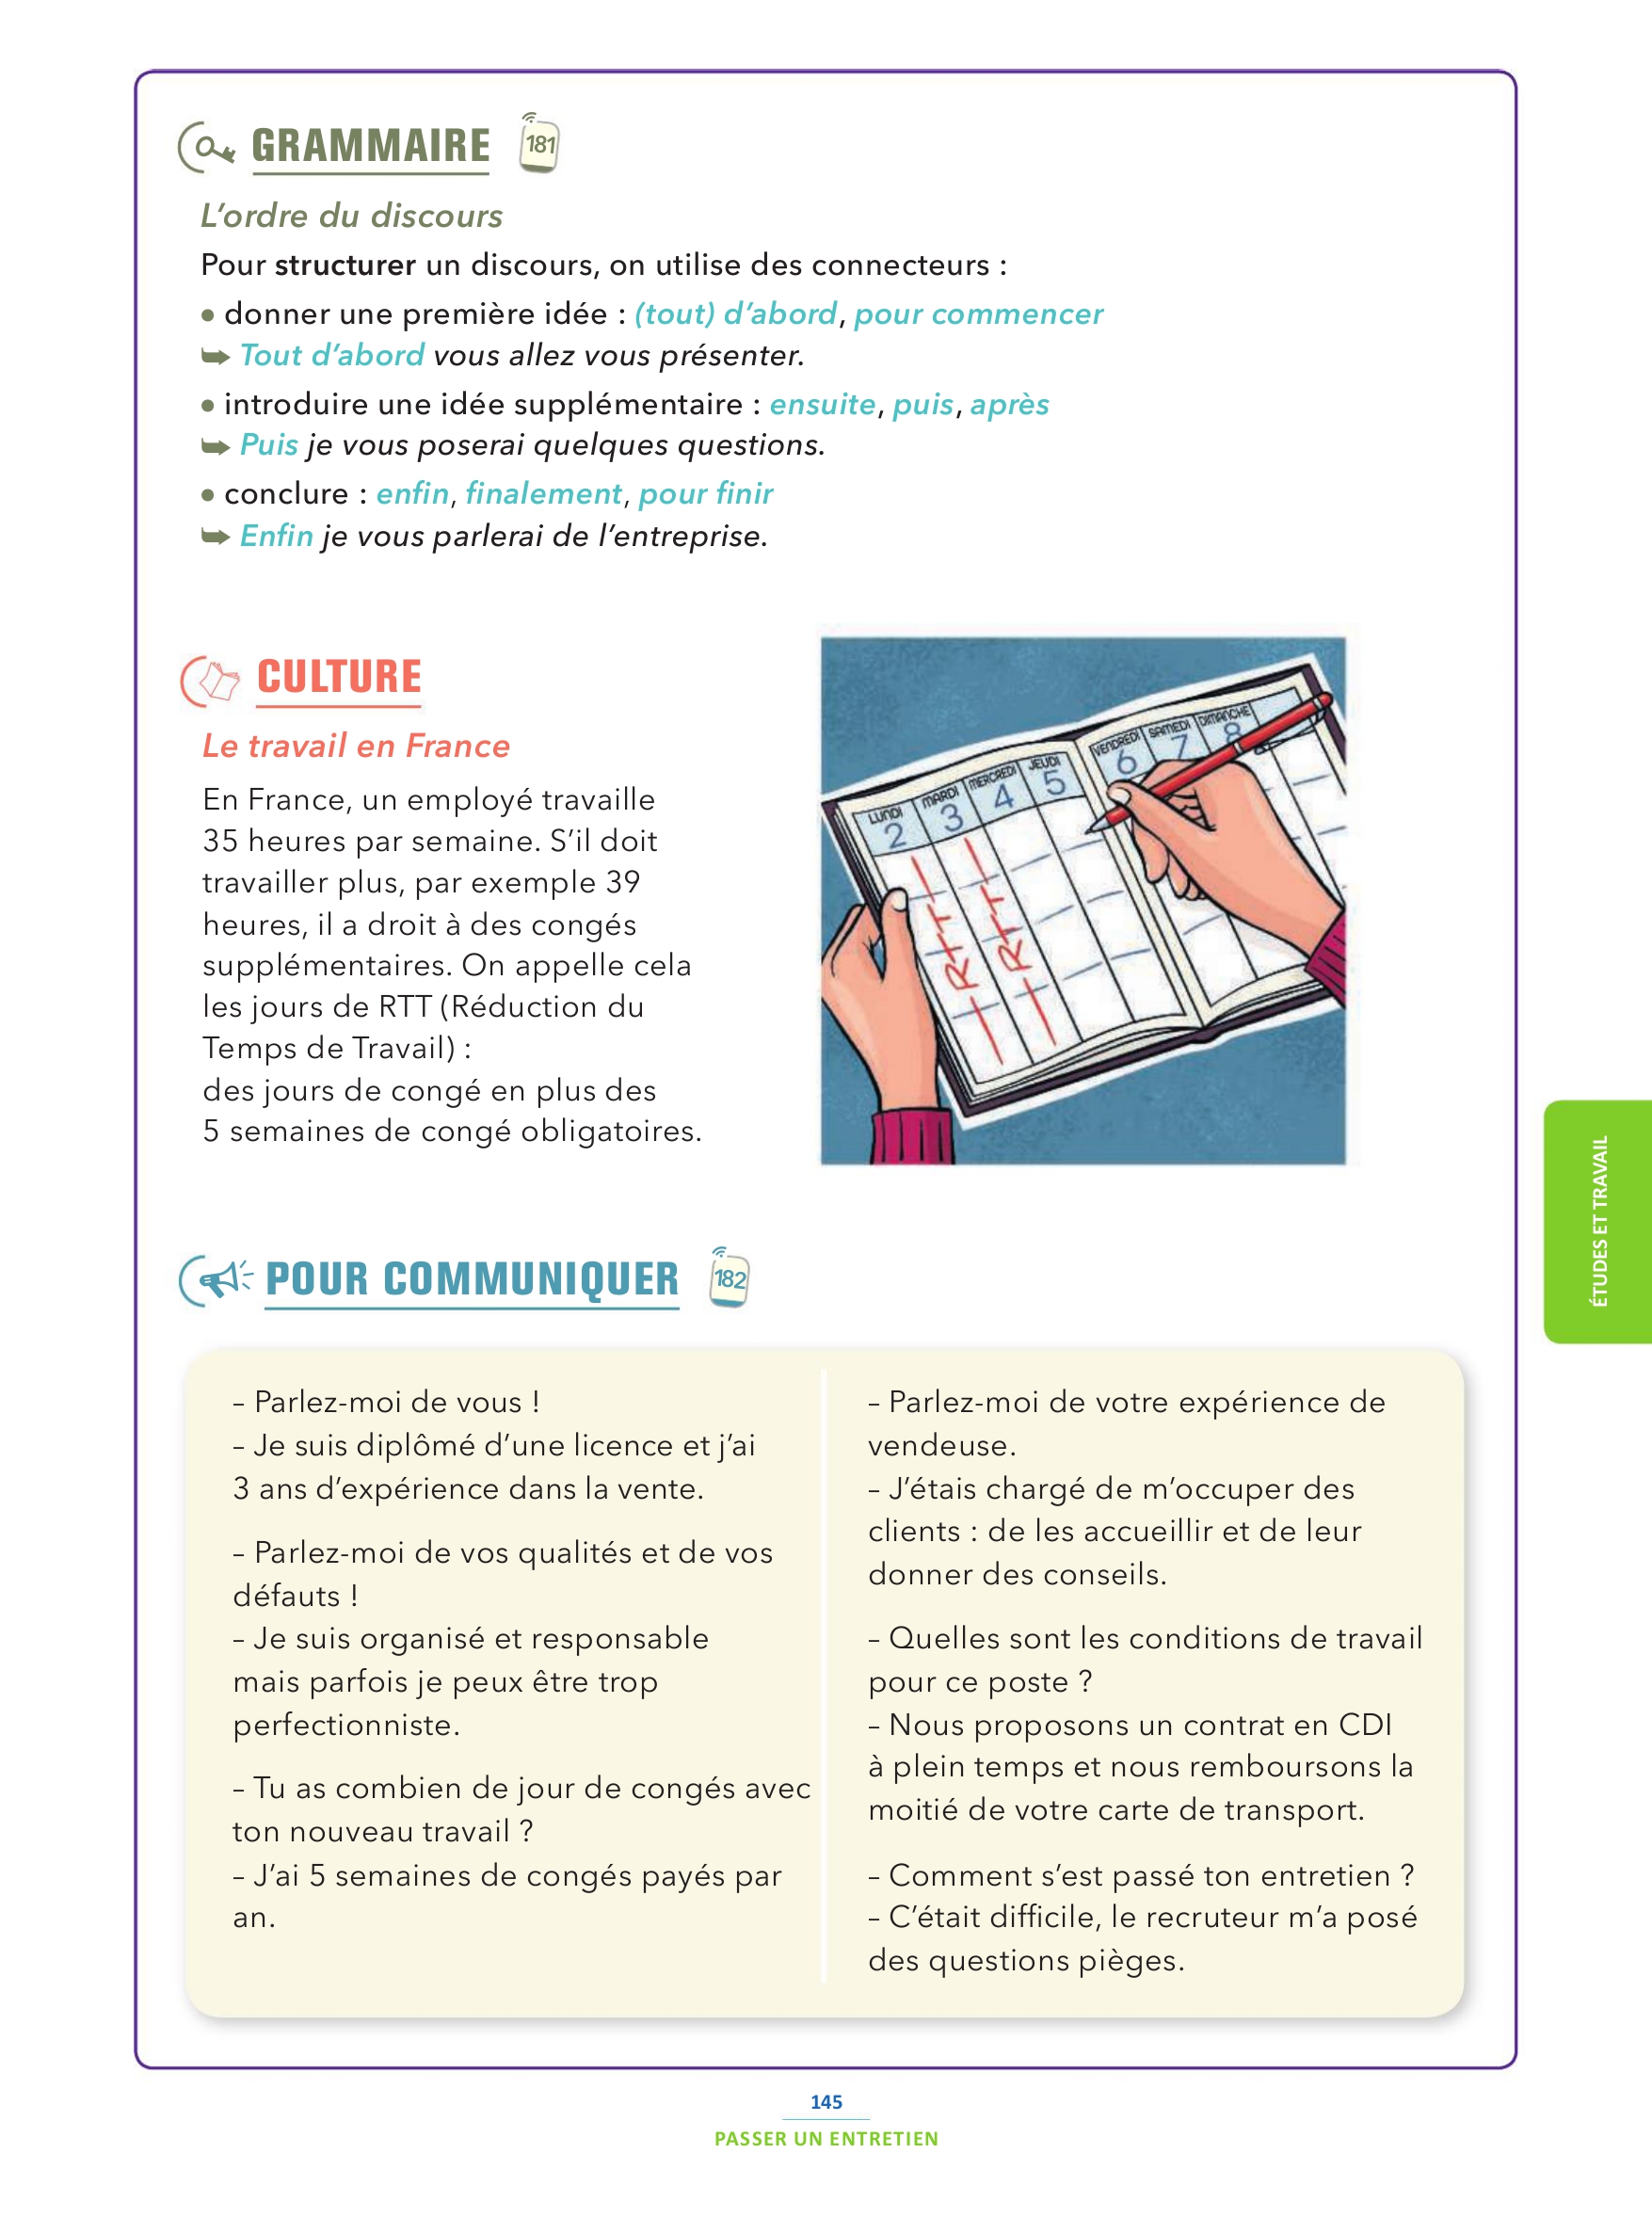 GRAMMAIRE
181
L'ordre du discours
Pour structurer un discours, on utilise des connecteurs :
• donner une première idée : (tout) d'abord, pour commencer
➥ Tout d'abord vous allez vous présenter.
• introduire une idée supplémentaire : ensuite, puis, après
➥ Puis je vous poserai quelques questions.
• conclure : enfin, finalement, pour finir
➥ Enfin je vous parlerai de l'entreprise.
CULTURE
Le travail en France
En France, un employé travaille
35 heures par semaine. S'il doit
travailler plus, par exemple 39
heures, il a droit à des congés
supplémentaires. On appelle cela
les jours de RTT (Réduction du
Temps de Travail) :
des jours de congé en plus des
5 semaines de congé obligatoires.
LUNDI MARDI MERCREDI JEUDI VENDREDI SAMEDI DIMANCHE
2 3 4 5 6 7 8
RTT RTT
ÉTUDES ET TRAVAIL
POUR COMMUNIQUER
182
– Parlez-moi de vous !
– Je suis diplômé d'une licence et j'ai
3 ans d'expérience dans la vente.
– Parlez-moi de vos qualités et de vos
défauts !
– Je suis organisé et responsable
mais parfois je peux être trop
perfectionniste.
– Tu as combien de jour de congés avec
ton nouveau travail ?
– J'ai 5 semaines de congés payés par
an.
– Parlez-moi de votre expérience de
vendeuse.
– J'étais chargé de m'occuper des
clients : de les accueillir et de leur
donner des conseils.
– Quelles sont les conditions de travail
pour ce poste ?
– Nous proposons un contrat en CDI
à plein temps et nous remboursons la
moitié de votre carte de transport.
– Comment s'est passé ton entretien ?
– C'était difficile, le recruteur m'a posé
des questions pièges.
145
PASSER UN ENTRETIEN